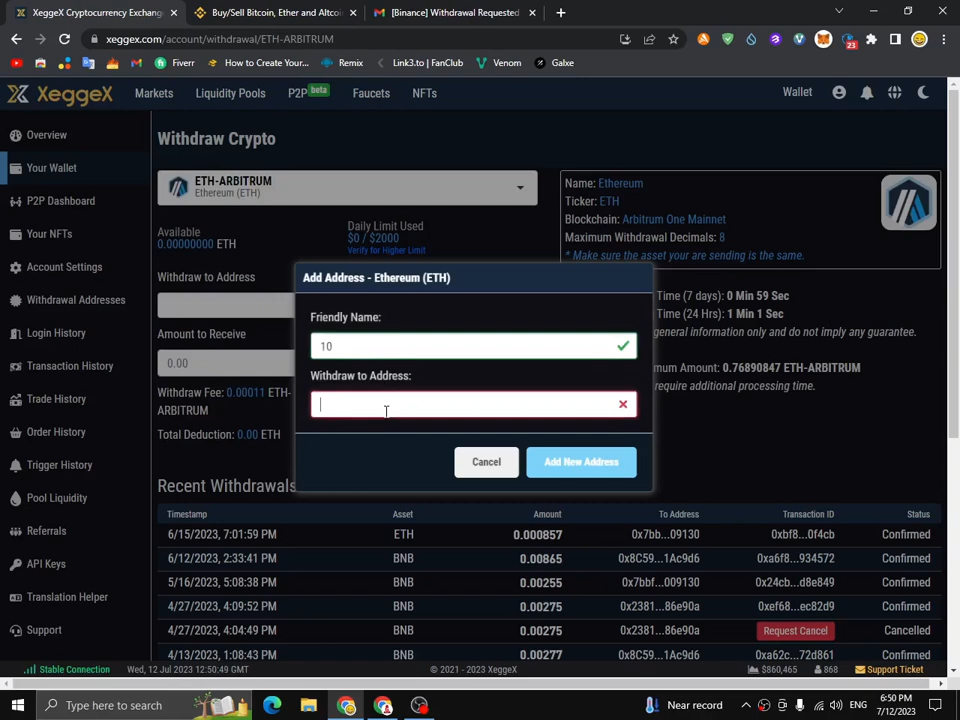 XeggeX Cryptocurrency Exchang
Buy/Sell Bitcoin, Ether and Altcoi
[Binance] Withdrawal Requested
xeggex.com/account/withdrawal/ETH-ARBITRUM
23
Fiverr
How to Create Your...
Remix
Link3.to | FanClub
Venom
Galxe
XeggeX
Markets
Liquidity Pools
P2P beta
Faucets
NFTs
Wallet
Overview
Your Wallet
P2P Dashboard
Your NFTs
Account Settings
Withdrawal Addresses
Login History
Transaction History
Trade History
Order History
Trigger History
Pool Liquidity
Referrals
API Keys
Translation Helper
Support
Withdraw Crypto
ETH-ARBITRUM
Ethereum (ETH)
Available
0.00000000 ETH
Daily Limit Used
$0 / $2000
Verify for Higher Limit
Withdraw to Address
Amount to Receive
0.00
Withdraw Fee: 0.00011 ETH-
ARBITRUM
Total Deduction: 0.00 ETH
Name: Ethereum
Ticker: ETH
Blockchain: Arbitrum One Mainnet
Maximum Withdrawal Decimals: 8
* Make sure the asset your are sending is the same.
Time (7 days): 0 Min 59 Sec
Time (24 Hrs): 1 Min 1 Sec
general information only and do not imply any guarantee.
mum Amount: 0.76890847 ETH-ARBITRUM
require additional processing time.
Add Address - Ethereum (ETH)
Friendly Name:
10
Withdraw to Address:
Cancel
Add New Address
Recent Withdrawals
Timestamp Asset Amount To Address Transaction ID Status
6/15/2023, 7:01:59 PM ETH 0.000857 0x7bb...09130 0xbf8...0f4cb Confirmed
6/12/2023, 2:33:41 PM BNB 0.00865 0x8C59...1Ac9d6 0xa6f8...934572 Confirmed
5/16/2023, 5:08:38 PM BNB 0.00255 0x7bbf...009130 0x24cb...d8e849 Confirmed
4/27/2023, 4:09:52 PM BNB 0.00275 0x2381...86e90a 0xef68...ec82d9 Confirmed
4/27/2023, 4:04:49 PM BNB 0.00275 0x2381...86e90a Request Cancel Cancelled
4/13/2023, 1:08:43 PM BNB 0.00277 0x8C59...1Ac9d6 0xa62c...72d861 Confirmed
Stable Connection
Wed, 12 Jul 2023 12:50:49 GMT
© 2021 - 2023 XeggeX
$860,465
868
Support Ticket
Type here to search
Near record
ENG
6:50 PM
7/12/2023